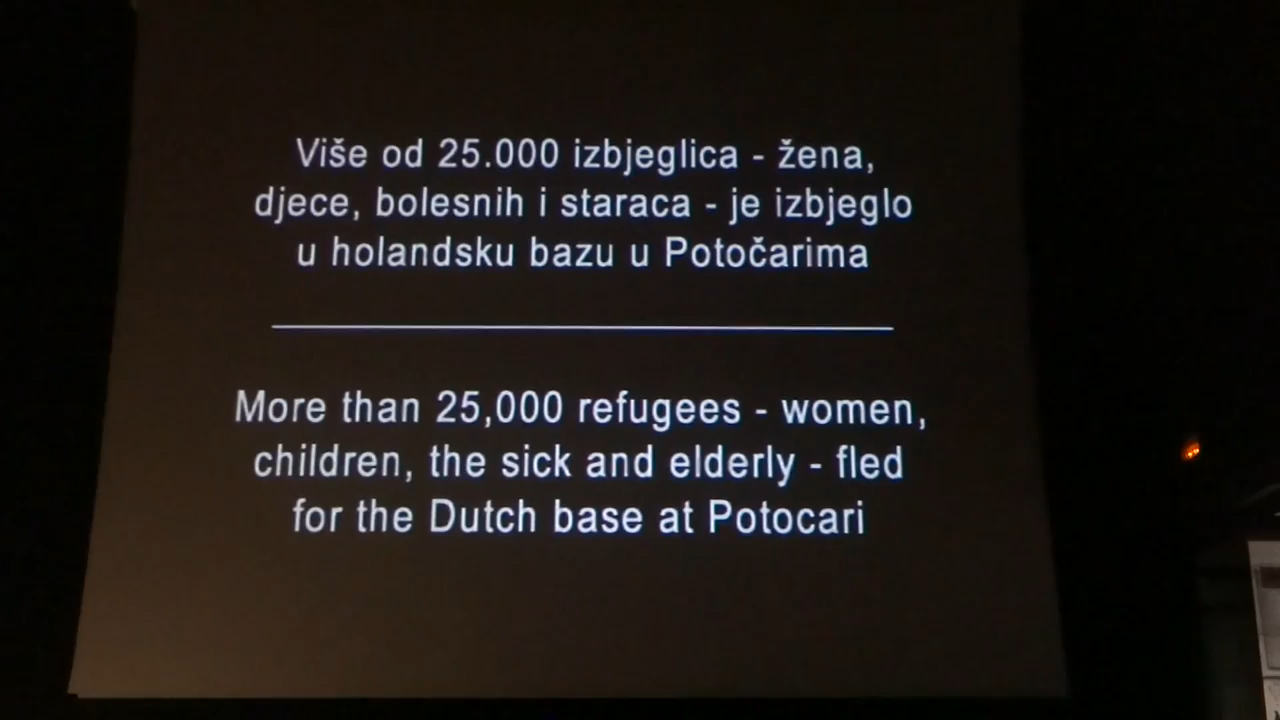 Više od 25.000 izbjeglica - žena,
djece, bolesnih i staraca - je izbjeglo
u holandsku bazu u Potočarima
More than 25,000 refugees - women,
children, the sick and elderly - fled
for the Dutch base at Potocari